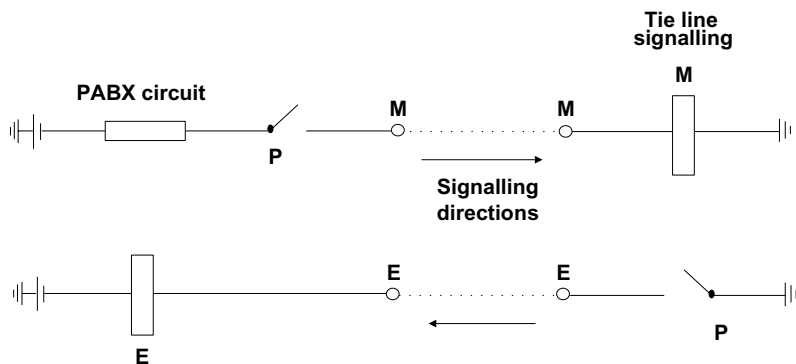 Tie line
signalling
M
PABX circuit
M
M
P
Signalling
directions
E
E
P
E